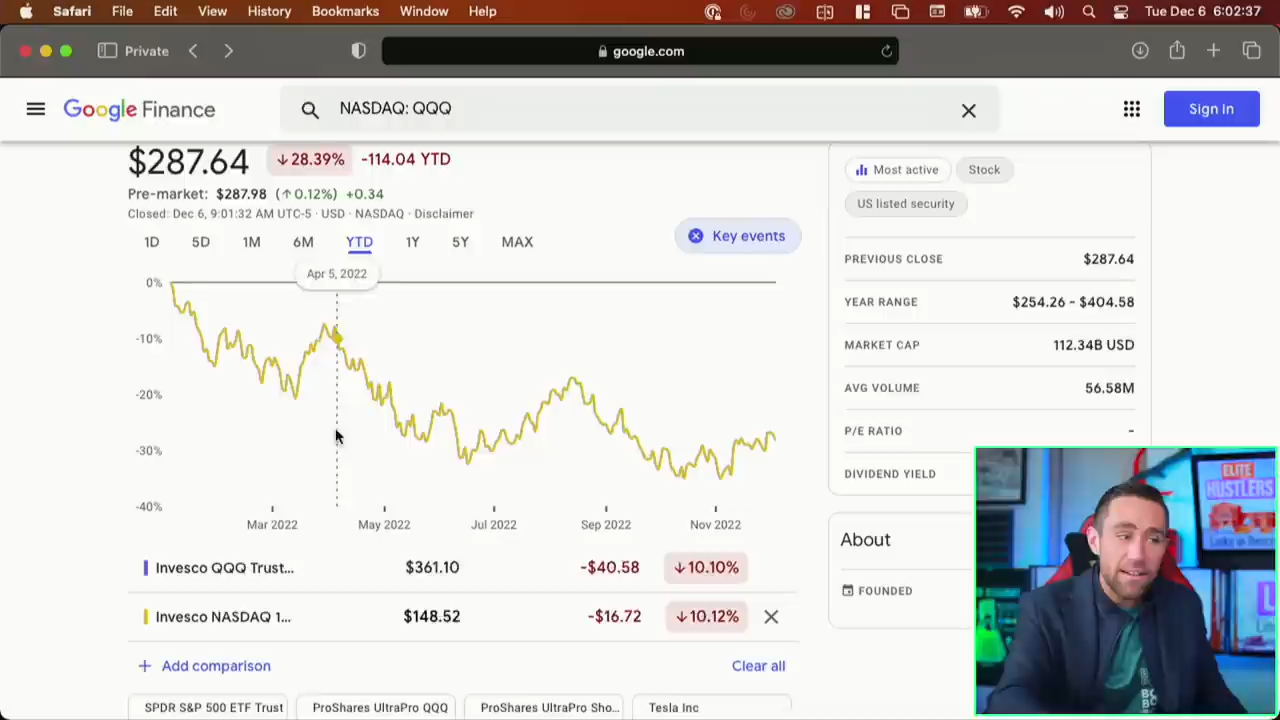 Safari File Edit View History Bookmarks Window Help Tue Dec 6 6:02:37
Private google.com
Google Finance NASDAQ: QQQ Sign In
$287.64 ↓28.39% -114.04 YTD
Pre-market: $287.98 (↑0.12%) +0.34
Closed: Dec 6, 9:01:32 AM UTC-5 · USD · NASDAQ · Disclaimer
1D 5D 1M 6M YTD 1Y 5Y MAX Key events
Apr 5, 2022
0%
-10%
-20%
-30%
-40%
Mar 2022 May 2022 Jul 2022 Sep 2022 Nov 2022
Invesco QQQ Trust... $361.10 -$40.58 ↓10.10%
Invesco NASDAQ 1... $148.52 -$16.72 ↓10.12%
+ Add comparison Clear all
SPDR S&P 500 ETF Trust ProShares UltraPro QQQ ProShares UltraPro Sho... Tesla Inc
Most active Stock
US listed security
PREVIOUS CLOSE $287.64
YEAR RANGE $254.26 - $404.58
MARKET CAP 112.34B USD
AVG VOLUME 56.58M
P/E RATIO -
DIVIDEND YIELD
About
FOUNDED
ELITE
HUSTLERS